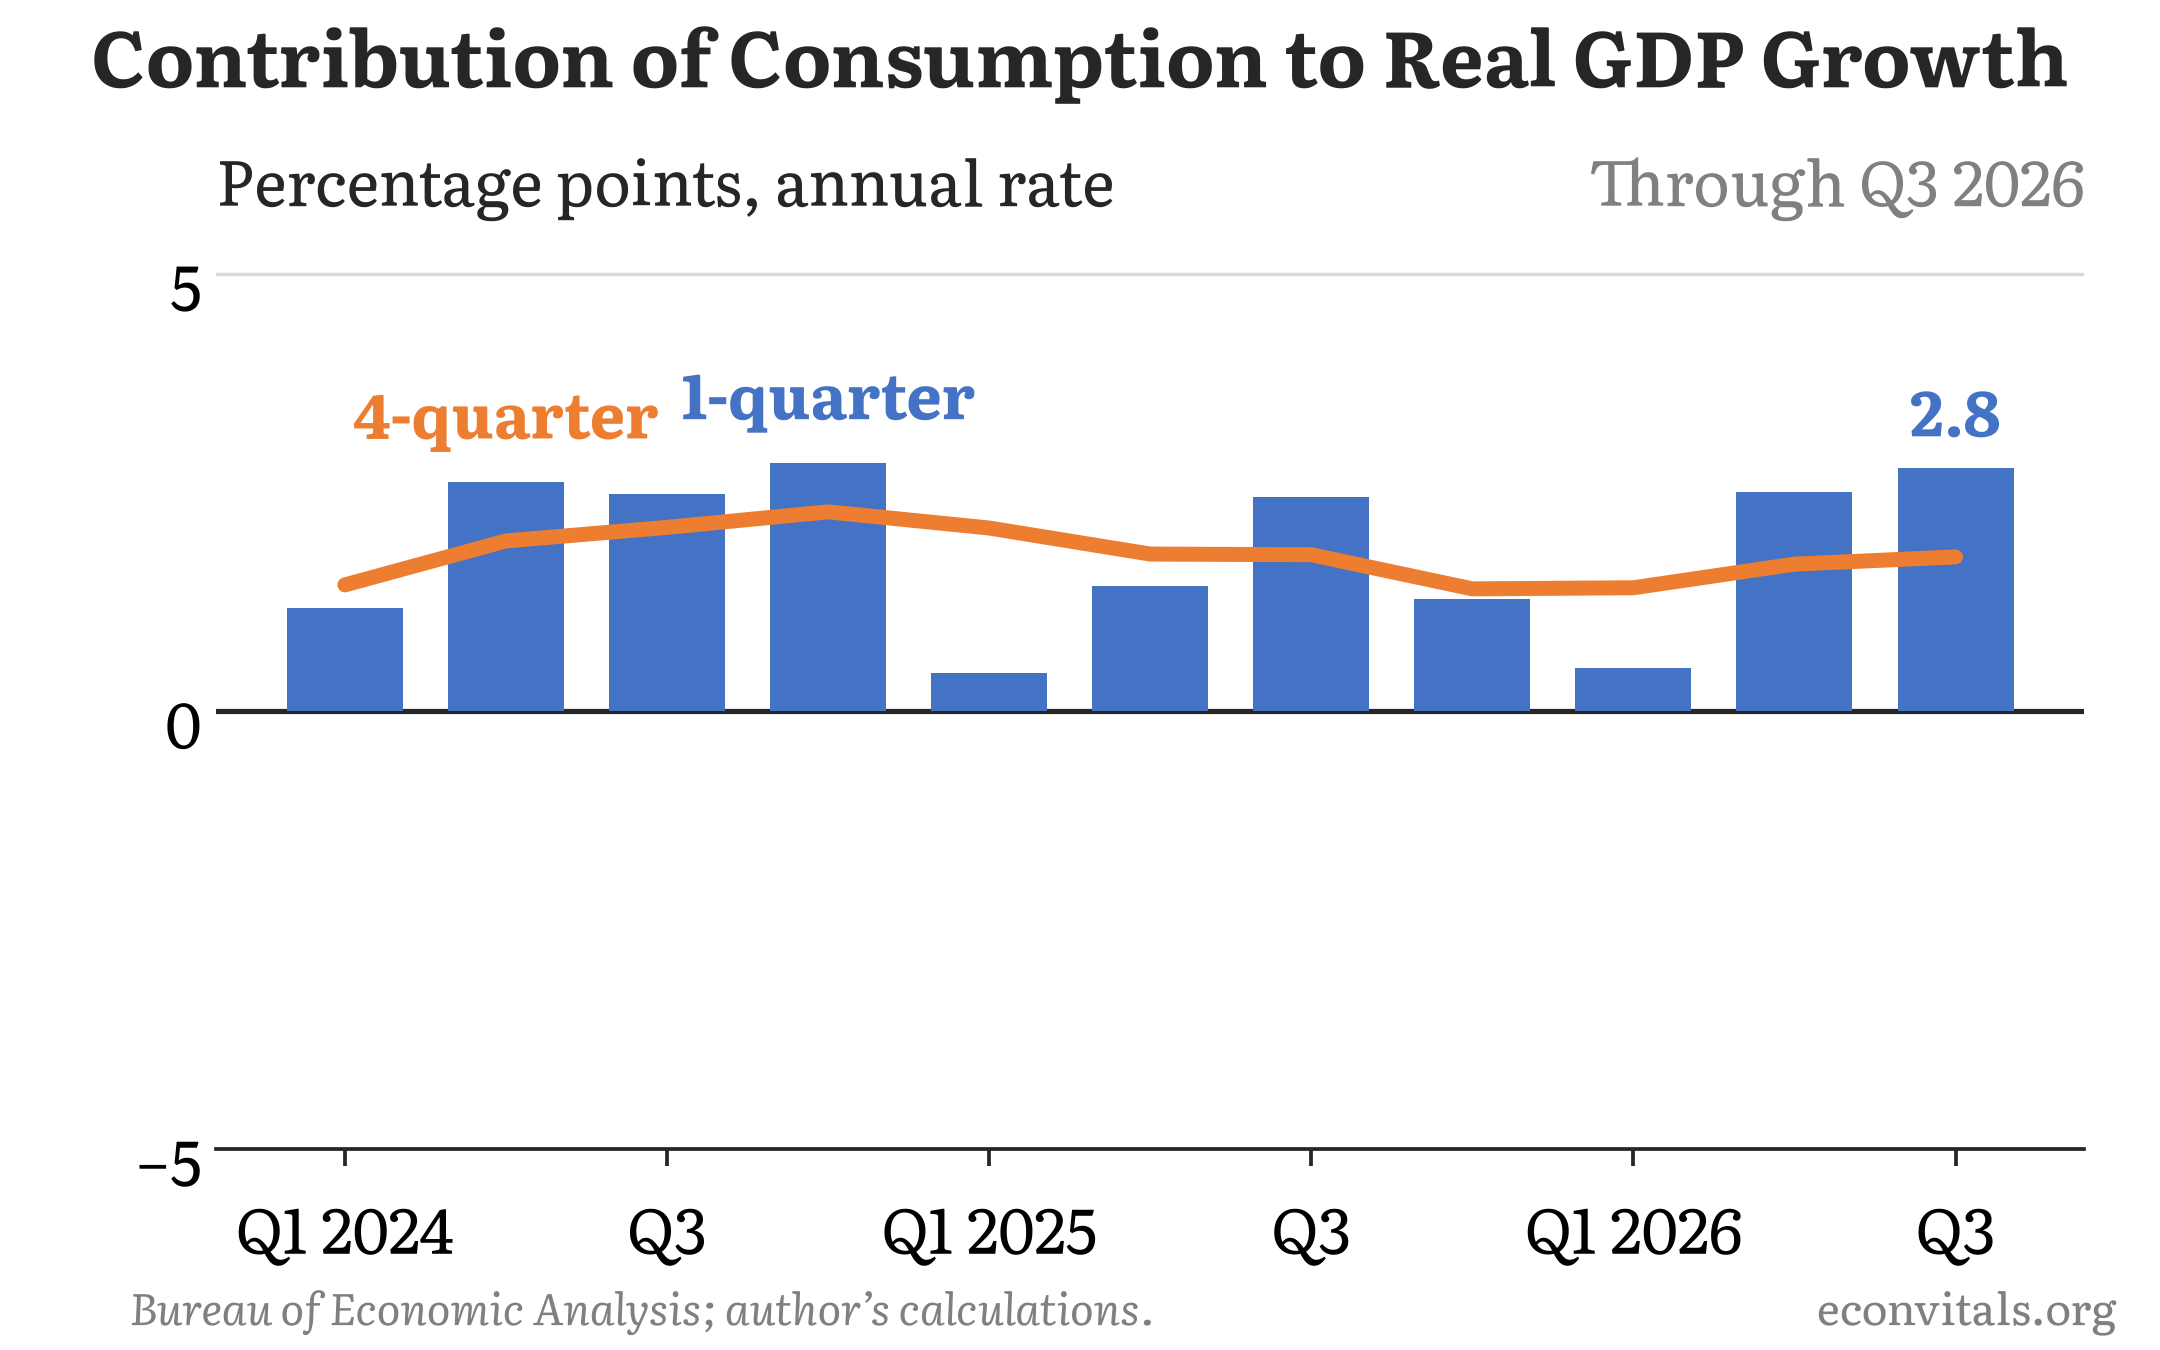 Contribution of Consumption to Real GDP Growth
Percentage points, annual rate
Through Q3 2026
5
4-quarter
1-quarter
2.8
0
−5
Q1 2024
Q3
Q1 2025
Q3
Q1 2026
Q3
Bureau of Economic Analysis; author’s calculations.
econvitals.org